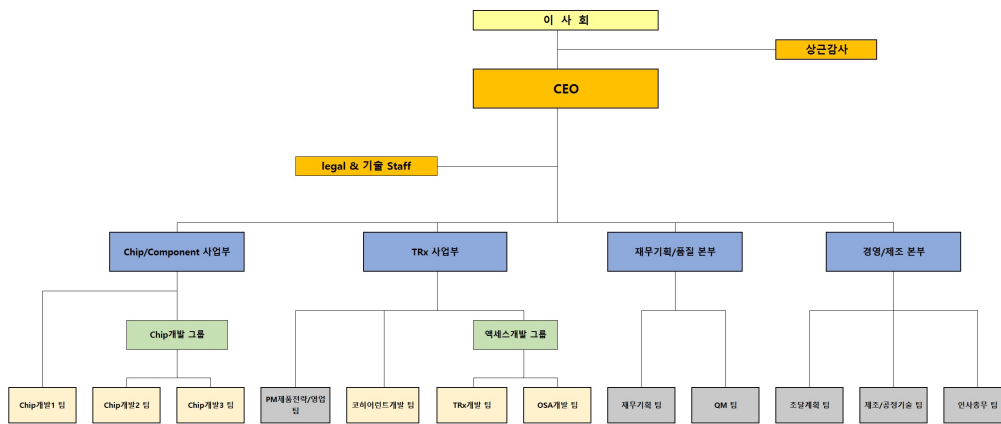 이 사 회
상근감사
CEO
legal & 기술 Staff
Chip/Component 사업부
TRx 사업부
재무기획/품질 본부
경영/제조 본부
Chip개발 그룹
액세스개발 그룹
Chip개발1 팀
Chip개발2 팀
Chip개발3 팀
PM제품전략/영업
팀
코히어런트개발 팀
TRx개발 팀
OSA개발 팀
재무기획 팀
QM 팀
조달계획 팀
제조/공정기술 팀
인사총무 팀